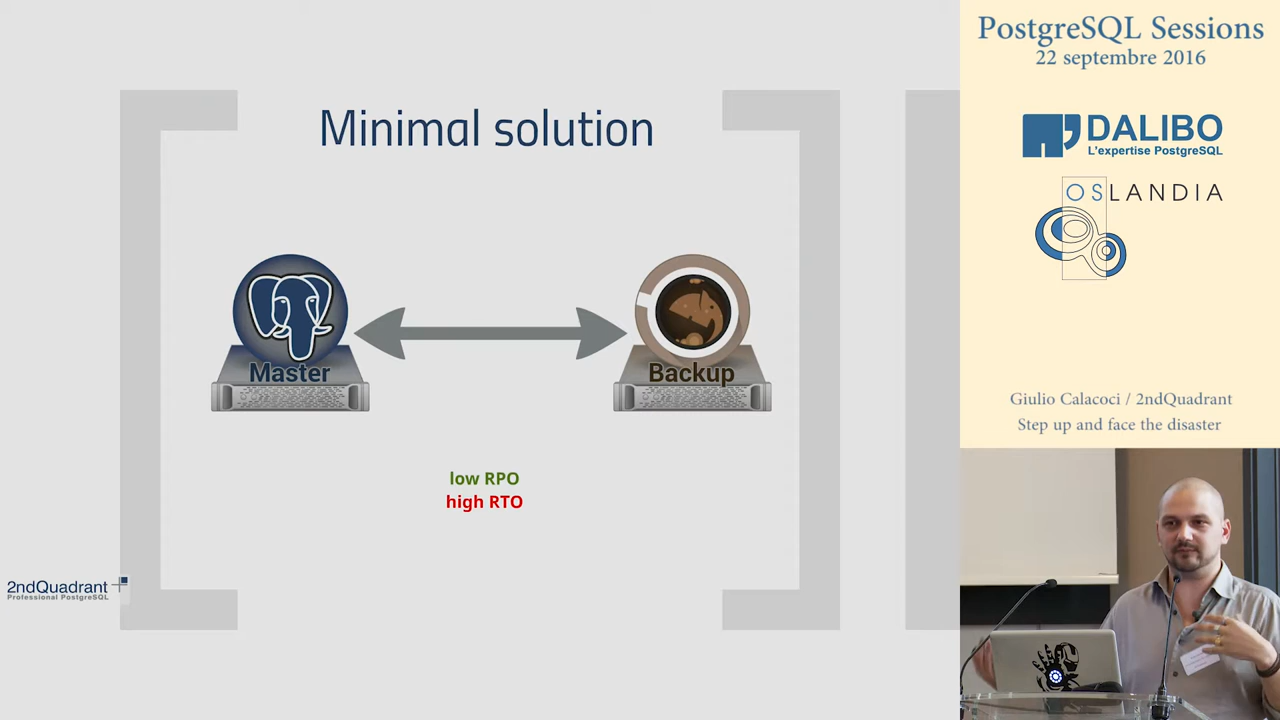 Minimal solution
Master
Backup
low RPO
high RTO
2ndQuadrant
Professional PostgreSQL
PostgreSQL Sessions
22 septembre 2016
DALIBO
L'expertise PostgreSQL
OSLANDIA
Giulio Calacoci / 2ndQuadrant
Step up and face the disaster